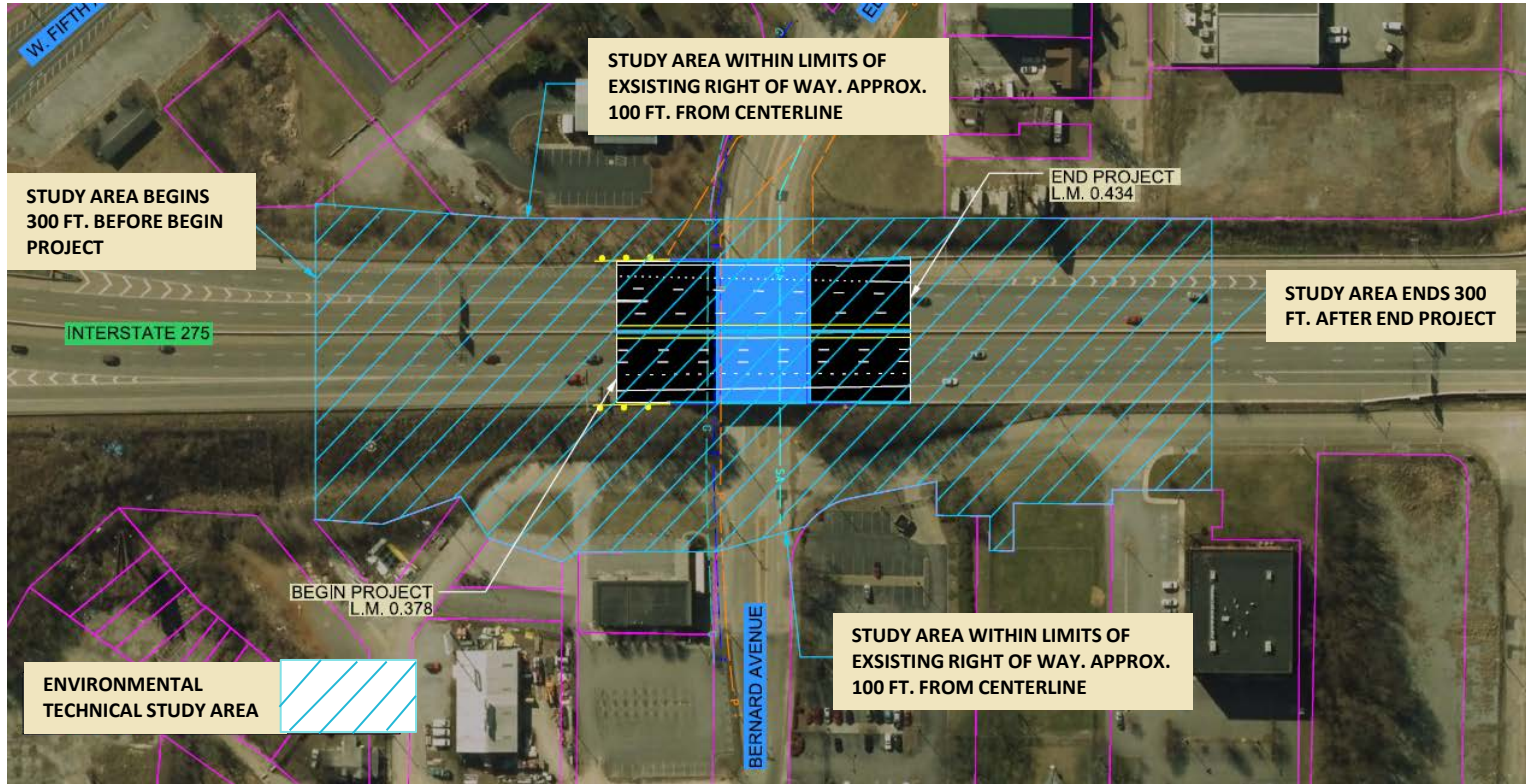 W. FIFTH
EL
STUDY AREA WITHIN LIMITS OF
EXSISTING RIGHT OF WAY. APPROX.
100 FT. FROM CENTERLINE
STUDY AREA BEGINS
300 FT. BEFORE BEGIN
PROJECT
END PROJECT
L.M. 0.434
INTERSTATE 275
STUDY AREA ENDS 300
FT. AFTER END PROJECT
SA
G
SA
BEGIN PROJECT
L.M. 0.378
BERNARD AVENUE
P
STUDY AREA WITHIN LIMITS OF
EXSISTING RIGHT OF WAY. APPROX.
100 FT. FROM CENTERLINE
ENVIRONMENTAL
TECHNICAL STUDY AREA